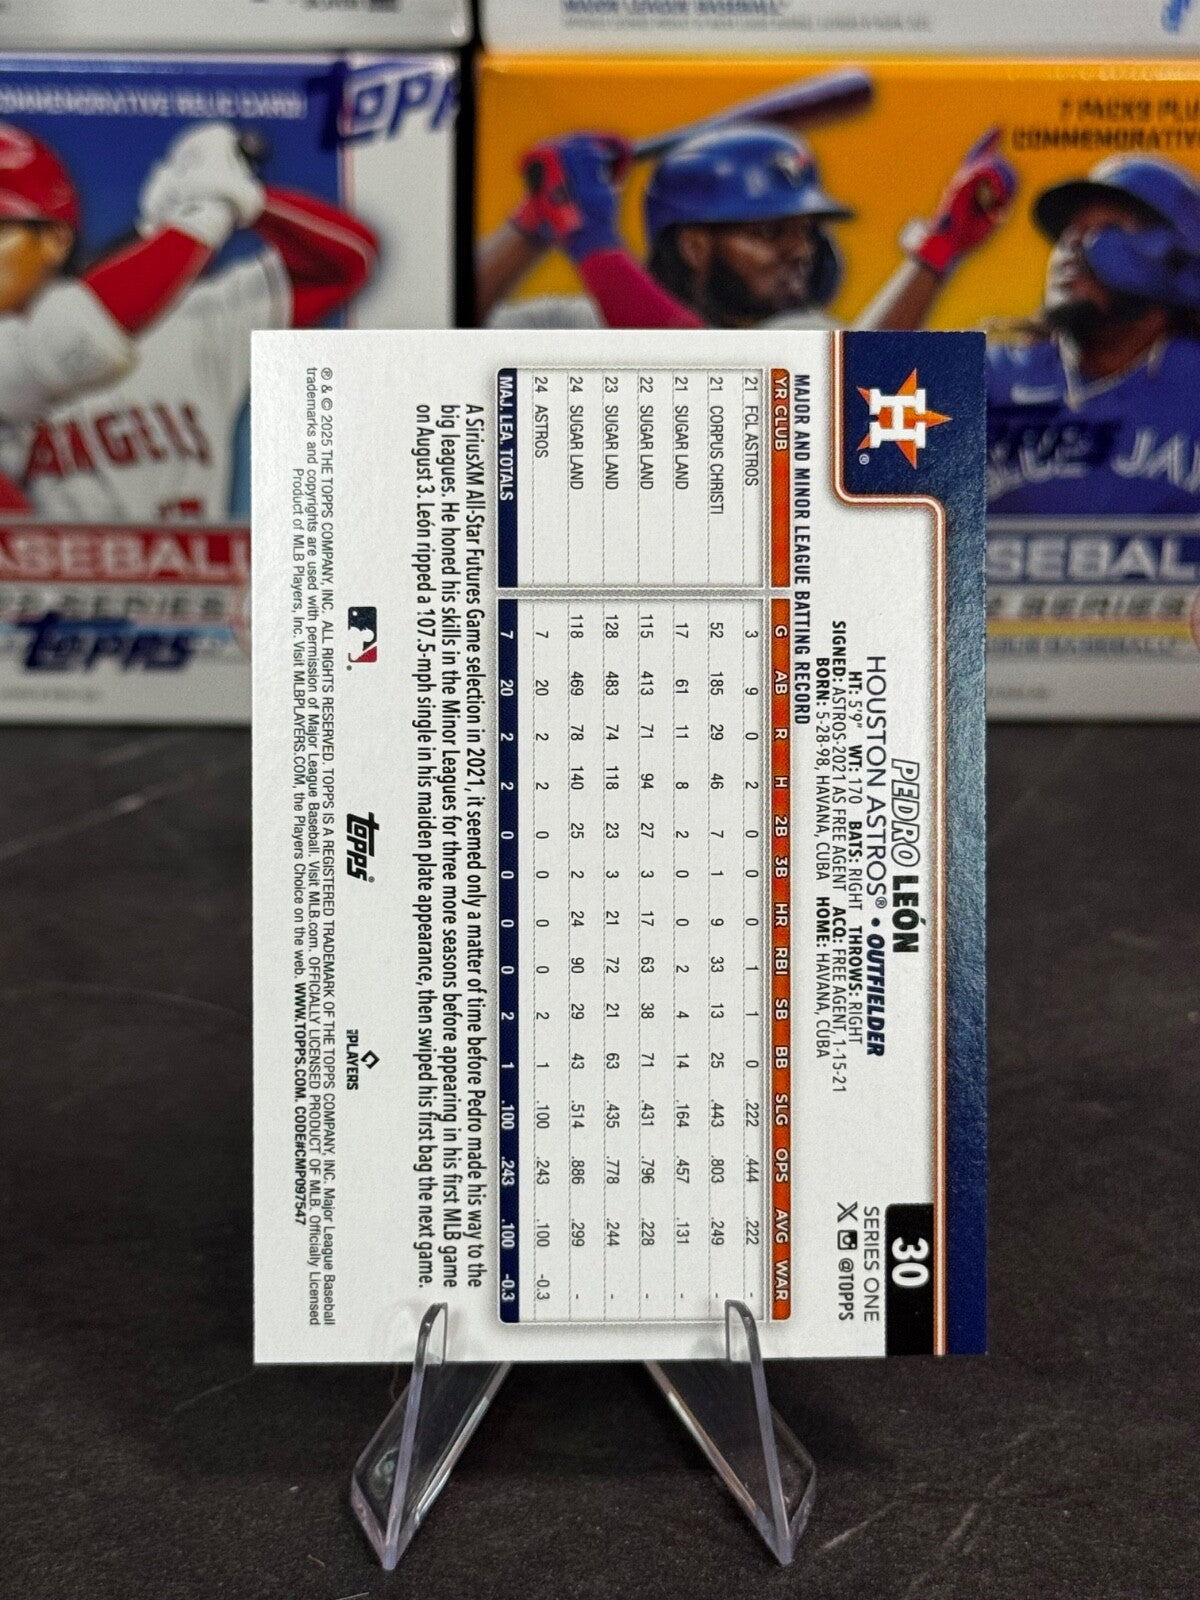 30
SERIES ONE
@TOPPS
PEDRO LEÓN
HOUSTON ASTROS® • OUTFIELDER
HT: 5'9" WT: 170 BATS: RIGHT THROWS: RIGHT
SIGNED: ASTROS-2021 AS FREE AGENT ACQ: FREE AGENT, 1-15-21
BORN: 5-28-98, HAVANA, CUBA HOME: HAVANA, CUBA
MAJOR AND MINOR LEAGUE BATTING RECORD
YR CLUB G AB R H 2B 3B HR RBI SB BB SLG OPS AVG WAR
21 FCL ASTROS 3 9 0 2 0 0 0 1 1 0 .222 .444 .222 -
21 CORPUS CHRISTI 52 185 29 46 7 1 9 33 13 25 .443 .803 .249 -
21 SUGAR LAND 17 61 11 8 2 0 0 2 4 14 .164 .457 .131 -
22 SUGAR LAND 115 413 71 94 27 3 17 63 38 71 .431 .796 .228 -
23 SUGAR LAND 128 483 74 118 23 3 21 72 21 63 .435 .778 .244 -
24 SUGAR LAND 118 469 78 140 25 2 24 90 29 43 .514 .886 .299 -
24 ASTROS 7 20 2 2 0 0 0 0 2 1 .100 .243 .100 -0.3
MAJ. LEA. TOTALS 7 20 2 2 0 0 0 0 2 1 .100 .243 .100 -0.3
A SiriusXM All-Star Futures Game selection in 2021, it seemed only a matter of time before Pedro made his way to the
big leagues. He honed his skills in the Minor Leagues for three more seasons before appearing in his first MLB game
on August 3. León ripped a 107.5-mph single in his maiden plate appearance, then swiped his first bag the next game.
topps®
PLAYERS
® & © 2025 THE TOPPS COMPANY, INC. ALL RIGHTS RESERVED. TOPPS IS A REGISTERED TRADEMARK OF THE TOPPS COMPANY, INC. Major League Baseball
trademarks and copyrights are used with permission of Major League Baseball. Visit MLB.com. OFFICIALLY LICENSED PRODUCT OF MLB. Officially Licensed
Product of MLB Players, Inc. Visit MLBPLAYERS.COM, the Players Choice on the web. WWW.TOPPS.COM. CODE#CMP097547
COMMEMORATIVE RELIC CARD
TOPP
ANGELS
ASEBALL
SERIES
TOPPS
7 PACKS PLU
COMMEMORATIVE
JA
SEBAL
SERIES